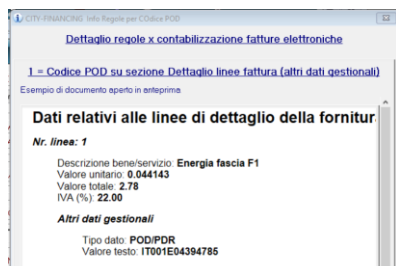 CITY-FINANCING Info Regole per COdice POD
Dettaglio regole x contabilizzazione fatture elettroniche
1 = Codice POD su sezione Dettaglio linee fattura (altri dati gestionali)
Esempio di documento aperto in anteprima
Dati relativi alle linee di dettaglio della fornitur
Nr. linea: 1
Descrizione bene/servizio: Energia fascia F1
Valore unitario: 0.044143
Valore totale: 2.78
IVA (%): 22.00
Altri dati gestionali
Tipo dato: POD/PDR
Valore testo: IT001E04394785